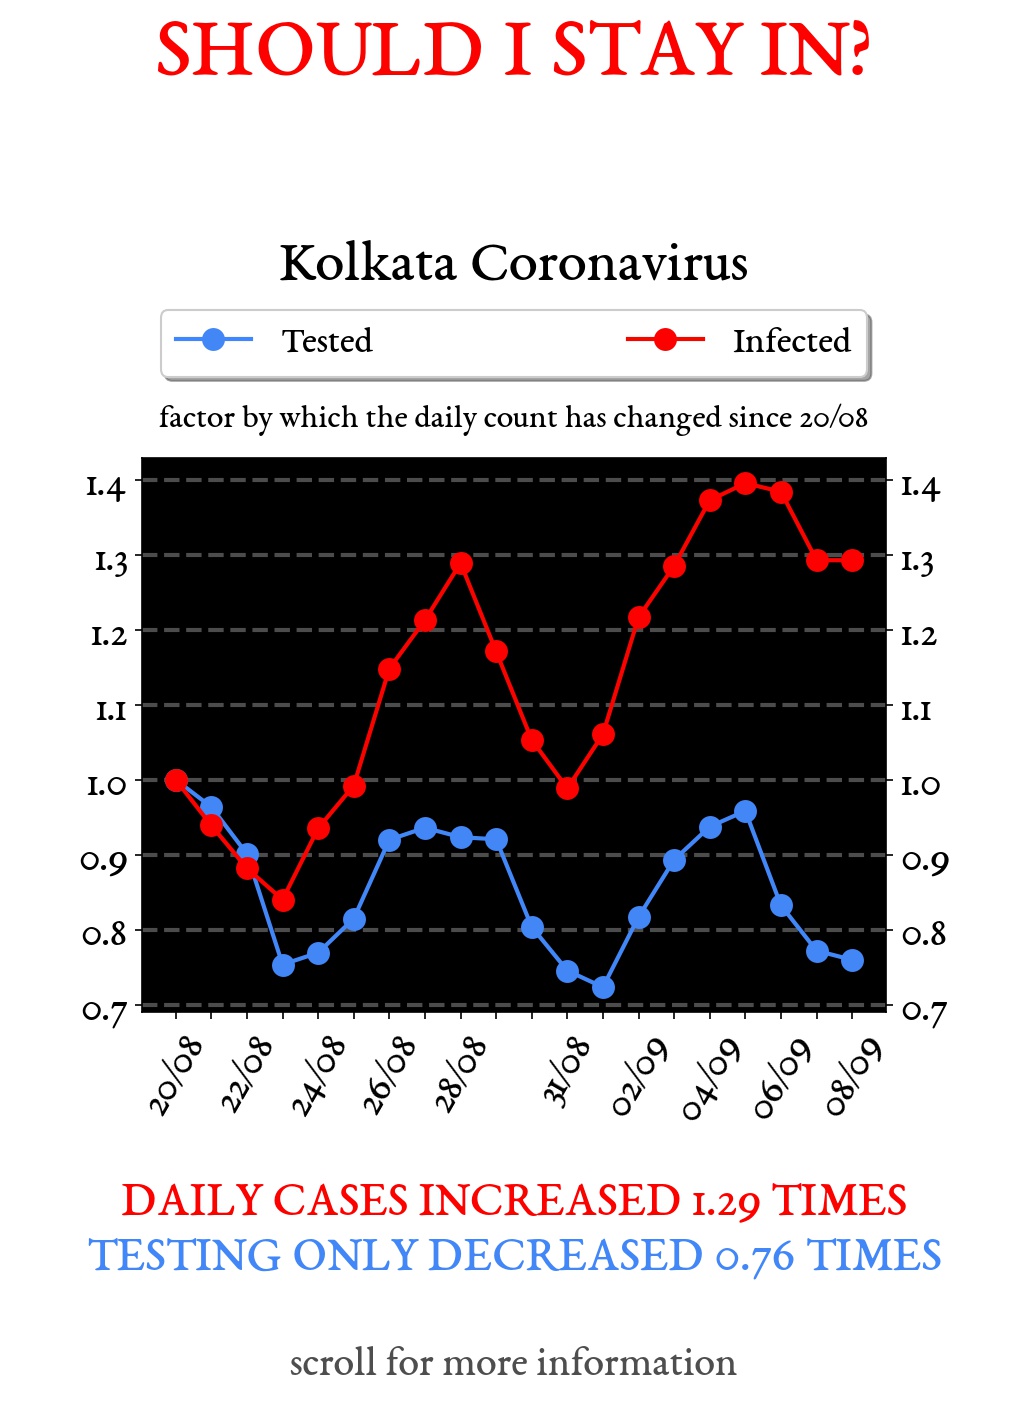 SHOULD I STAY IN?
Kolkata Coronavirus
Tested Infected
factor by which the daily count has changed since 20/08
1.4 1.4
1.3 1.3
1.2 1.2
1.1 1.1
1.0 1.0
0.9 0.9
0.8 0.8
0.7 0.7
20/08 22/08 24/08 26/08 28/08 31/08 02/09 04/09 06/09 08/09
DAILY CASES INCREASED 1.29 TIMES
TESTING ONLY DECREASED 0.76 TIMES
scroll for more information